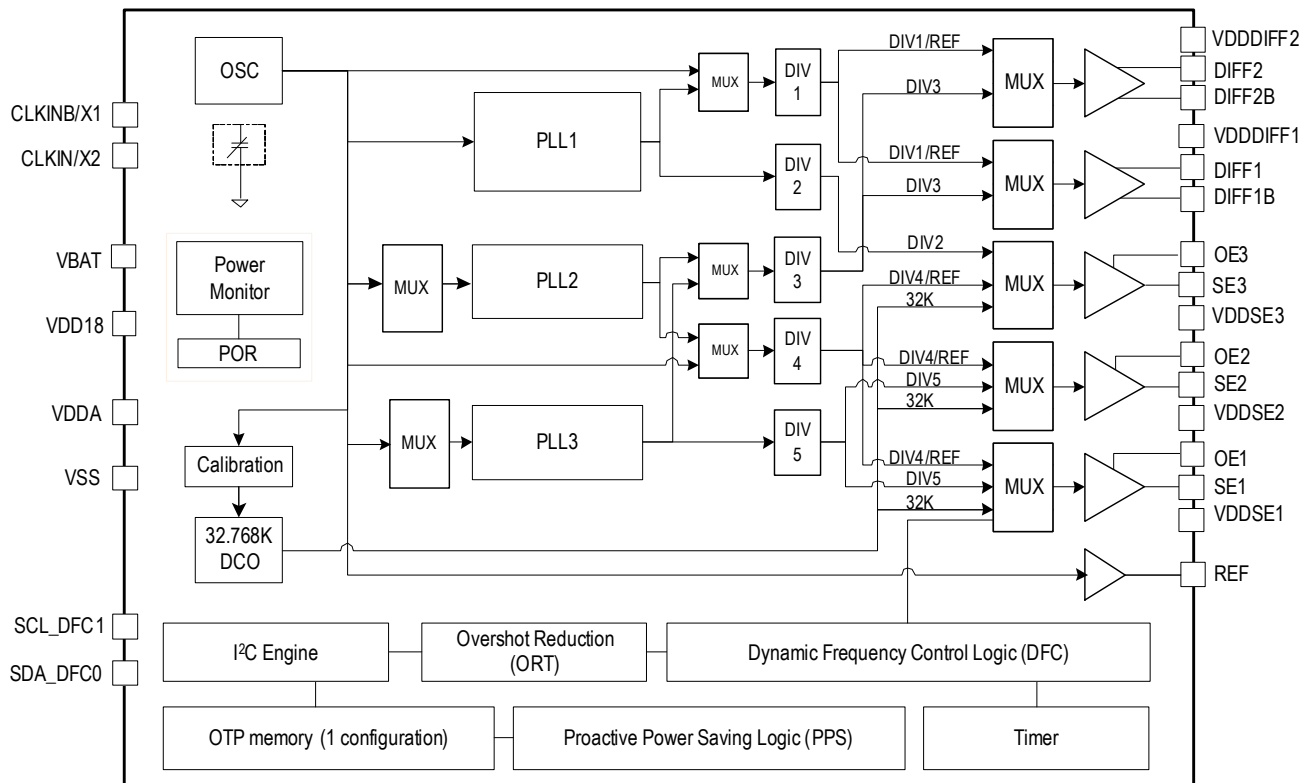 VDDDIFF2
OSC
DIV1/REF
MUX
DIV
1
MUX
DIFF2
CLKINB/X1
DIV3
DIFF2B
PLL1
VDDDIFF1
CLKIN/X2
DIV1/REF
DIV
2
MUX
DIFF1
DIV3
DIFF1B
VBAT
Power
Monitor
MUX
PLL2
MUX
DIV
3
DIV2
DIV4/REF
32K
MUX
OE3
SE3
VDD18
POR
MUX
DIV
4
VDDSE3
DIV4/REF
DIV5
32K
MUX
OE2
SE2
VDDA
VDDSE2
MUX
PLL3
DIV
5
Calibration
VSS
DIV4/REF
DIV5
32K
MUX
OE1
SE1
VDDSE1
32.768K
DCO
REF
SCL_DFC1
I²C Engine
Overshot Reduction
(ORT)
Dynamic Frequency Control Logic (DFC)
SDA_DFC0
OTP memory (1 configuration)
Proactive Power Saving Logic (PPS)
Timer